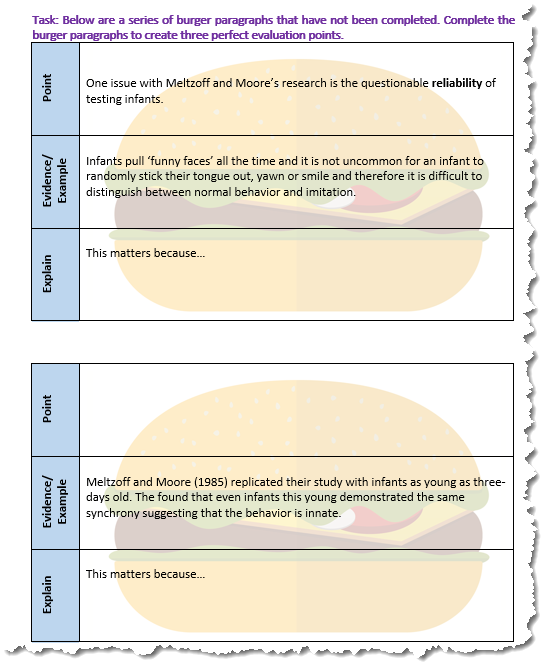 Task: Below are a series of burger paragraphs that have not been completed. Complete the
burger paragraphs to create three perfect evaluation points.
Point
One issue with Meltzoff and Moore's research is the questionable reliability of
testing infants.
Evidence/
Example
Infants pull 'funny faces' all the time and it is not uncommon for an infant to
randomly stick their tongue out, yawn or smile and therefore it is difficult to
distinguish between normal behavior and imitation.
Explain
This matters because...
Point
Evidence/
Example
Meltzoff and Moore (1985) replicated their study with infants as young as three-
days old. The found that even infants this young demonstrated the same
synchrony suggesting that the behavior is innate.
Explain
This matters because...